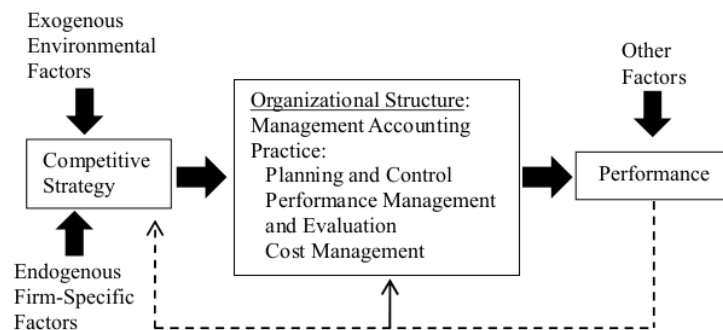 Exogenous
Environmental
Factors
Other
Factors
Competitive
Strategy
Organizational Structure:
Management Accounting
Practice:
Planning and Control
Performance Management
and Evaluation
Cost Management
Performance
Endogenous
Firm-Specific
Factors